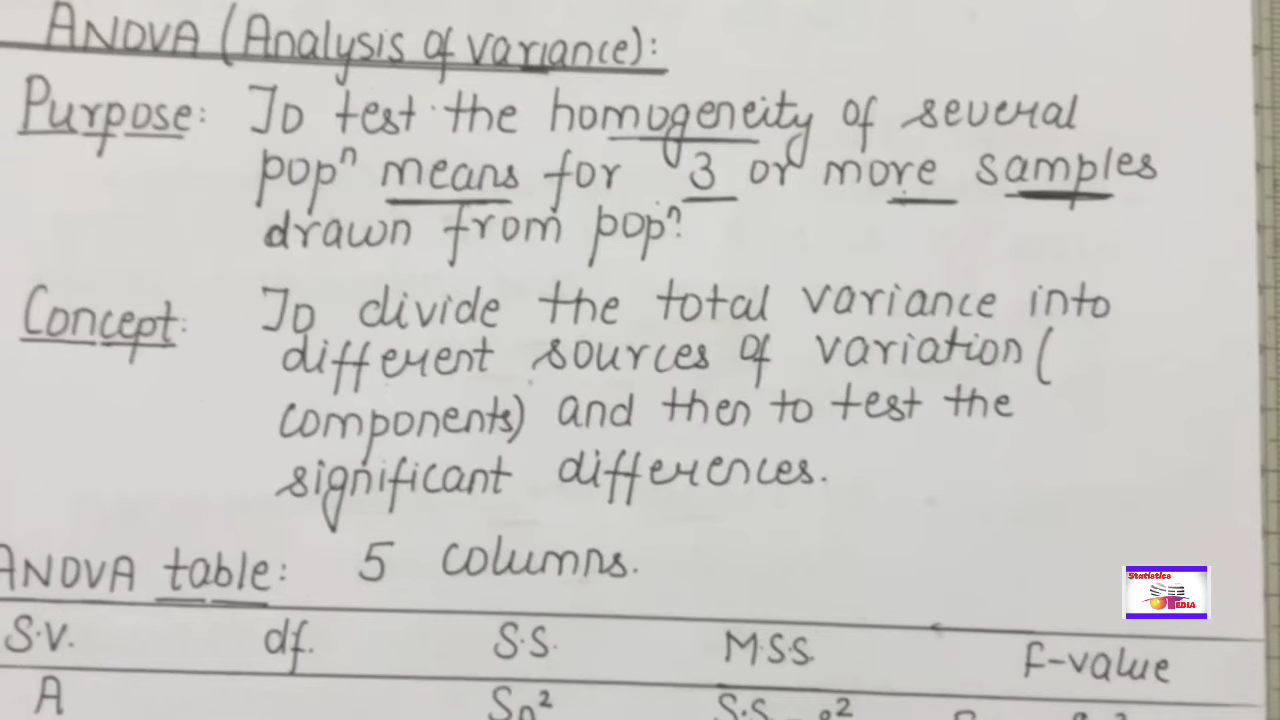 ANOVA (Analysis of variance):
Purpose: To test the homogeneity of several
popⁿ means for 3 or more samples
drawn from popⁿ.
Concept: To divide the total variance into
different sources of variation (
components) and then to test the
significant differences.
ANOVA table: 5 columns.
S.V. df. S.S. M.S.S. F-value
A
Statistics
PEDIA